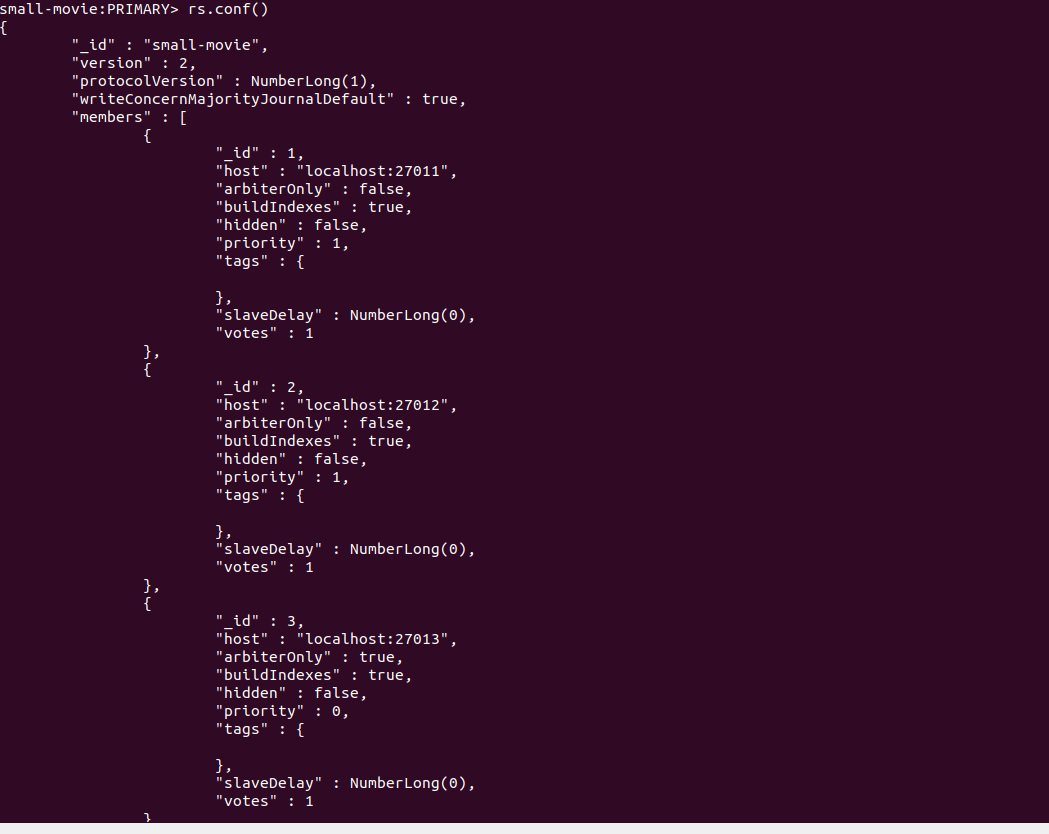 small-movie:PRIMARY> rs.conf()
{
        "_id" : "small-movie",
        "version" : 2,
        "protocolVersion" : NumberLong(1),
        "writeConcernMajorityJournalDefault" : true,
        "members" : [
                {
                        "_id" : 1,
                        "host" : "localhost:27011",
                        "arbiterOnly" : false,
                        "buildIndexes" : true,
                        "hidden" : false,
                        "priority" : 1,
                        "tags" : {

                        },
                        "slaveDelay" : NumberLong(0),
                        "votes" : 1
                },
                {
                        "_id" : 2,
                        "host" : "localhost:27012",
                        "arbiterOnly" : false,
                        "buildIndexes" : true,
                        "hidden" : false,
                        "priority" : 1,
                        "tags" : {

                        },
                        "slaveDelay" : NumberLong(0),
                        "votes" : 1
                },
                {
                        "_id" : 3,
                        "host" : "localhost:27013",
                        "arbiterOnly" : true,
                        "buildIndexes" : true,
                        "hidden" : false,
                        "priority" : 0,
                        "tags" : {

                        },
                        "slaveDelay" : NumberLong(0),
                        "votes" : 1
                }